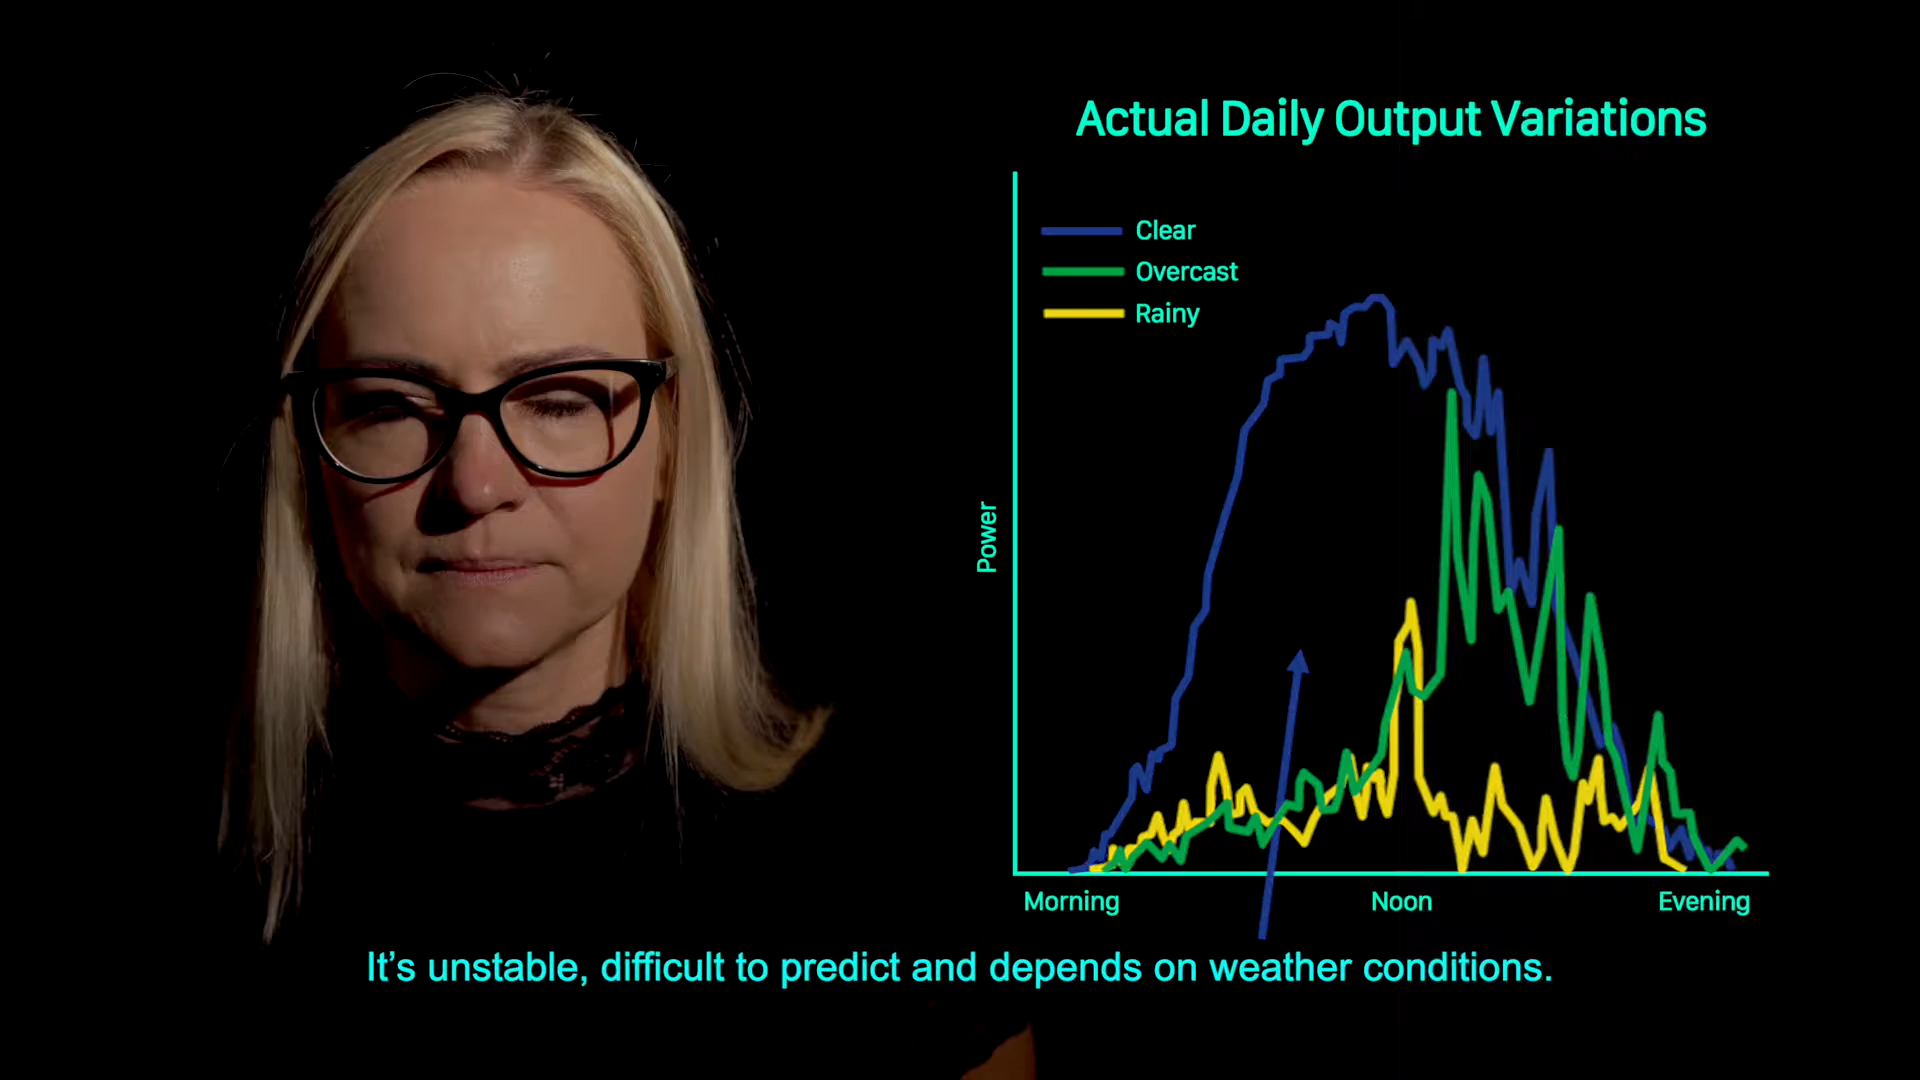 Actual Daily Output Variations
Clear
Overcast
Rainy
Power
Morning Noon Evening
It’s unstable, difficult to predict and depends on weather conditions.